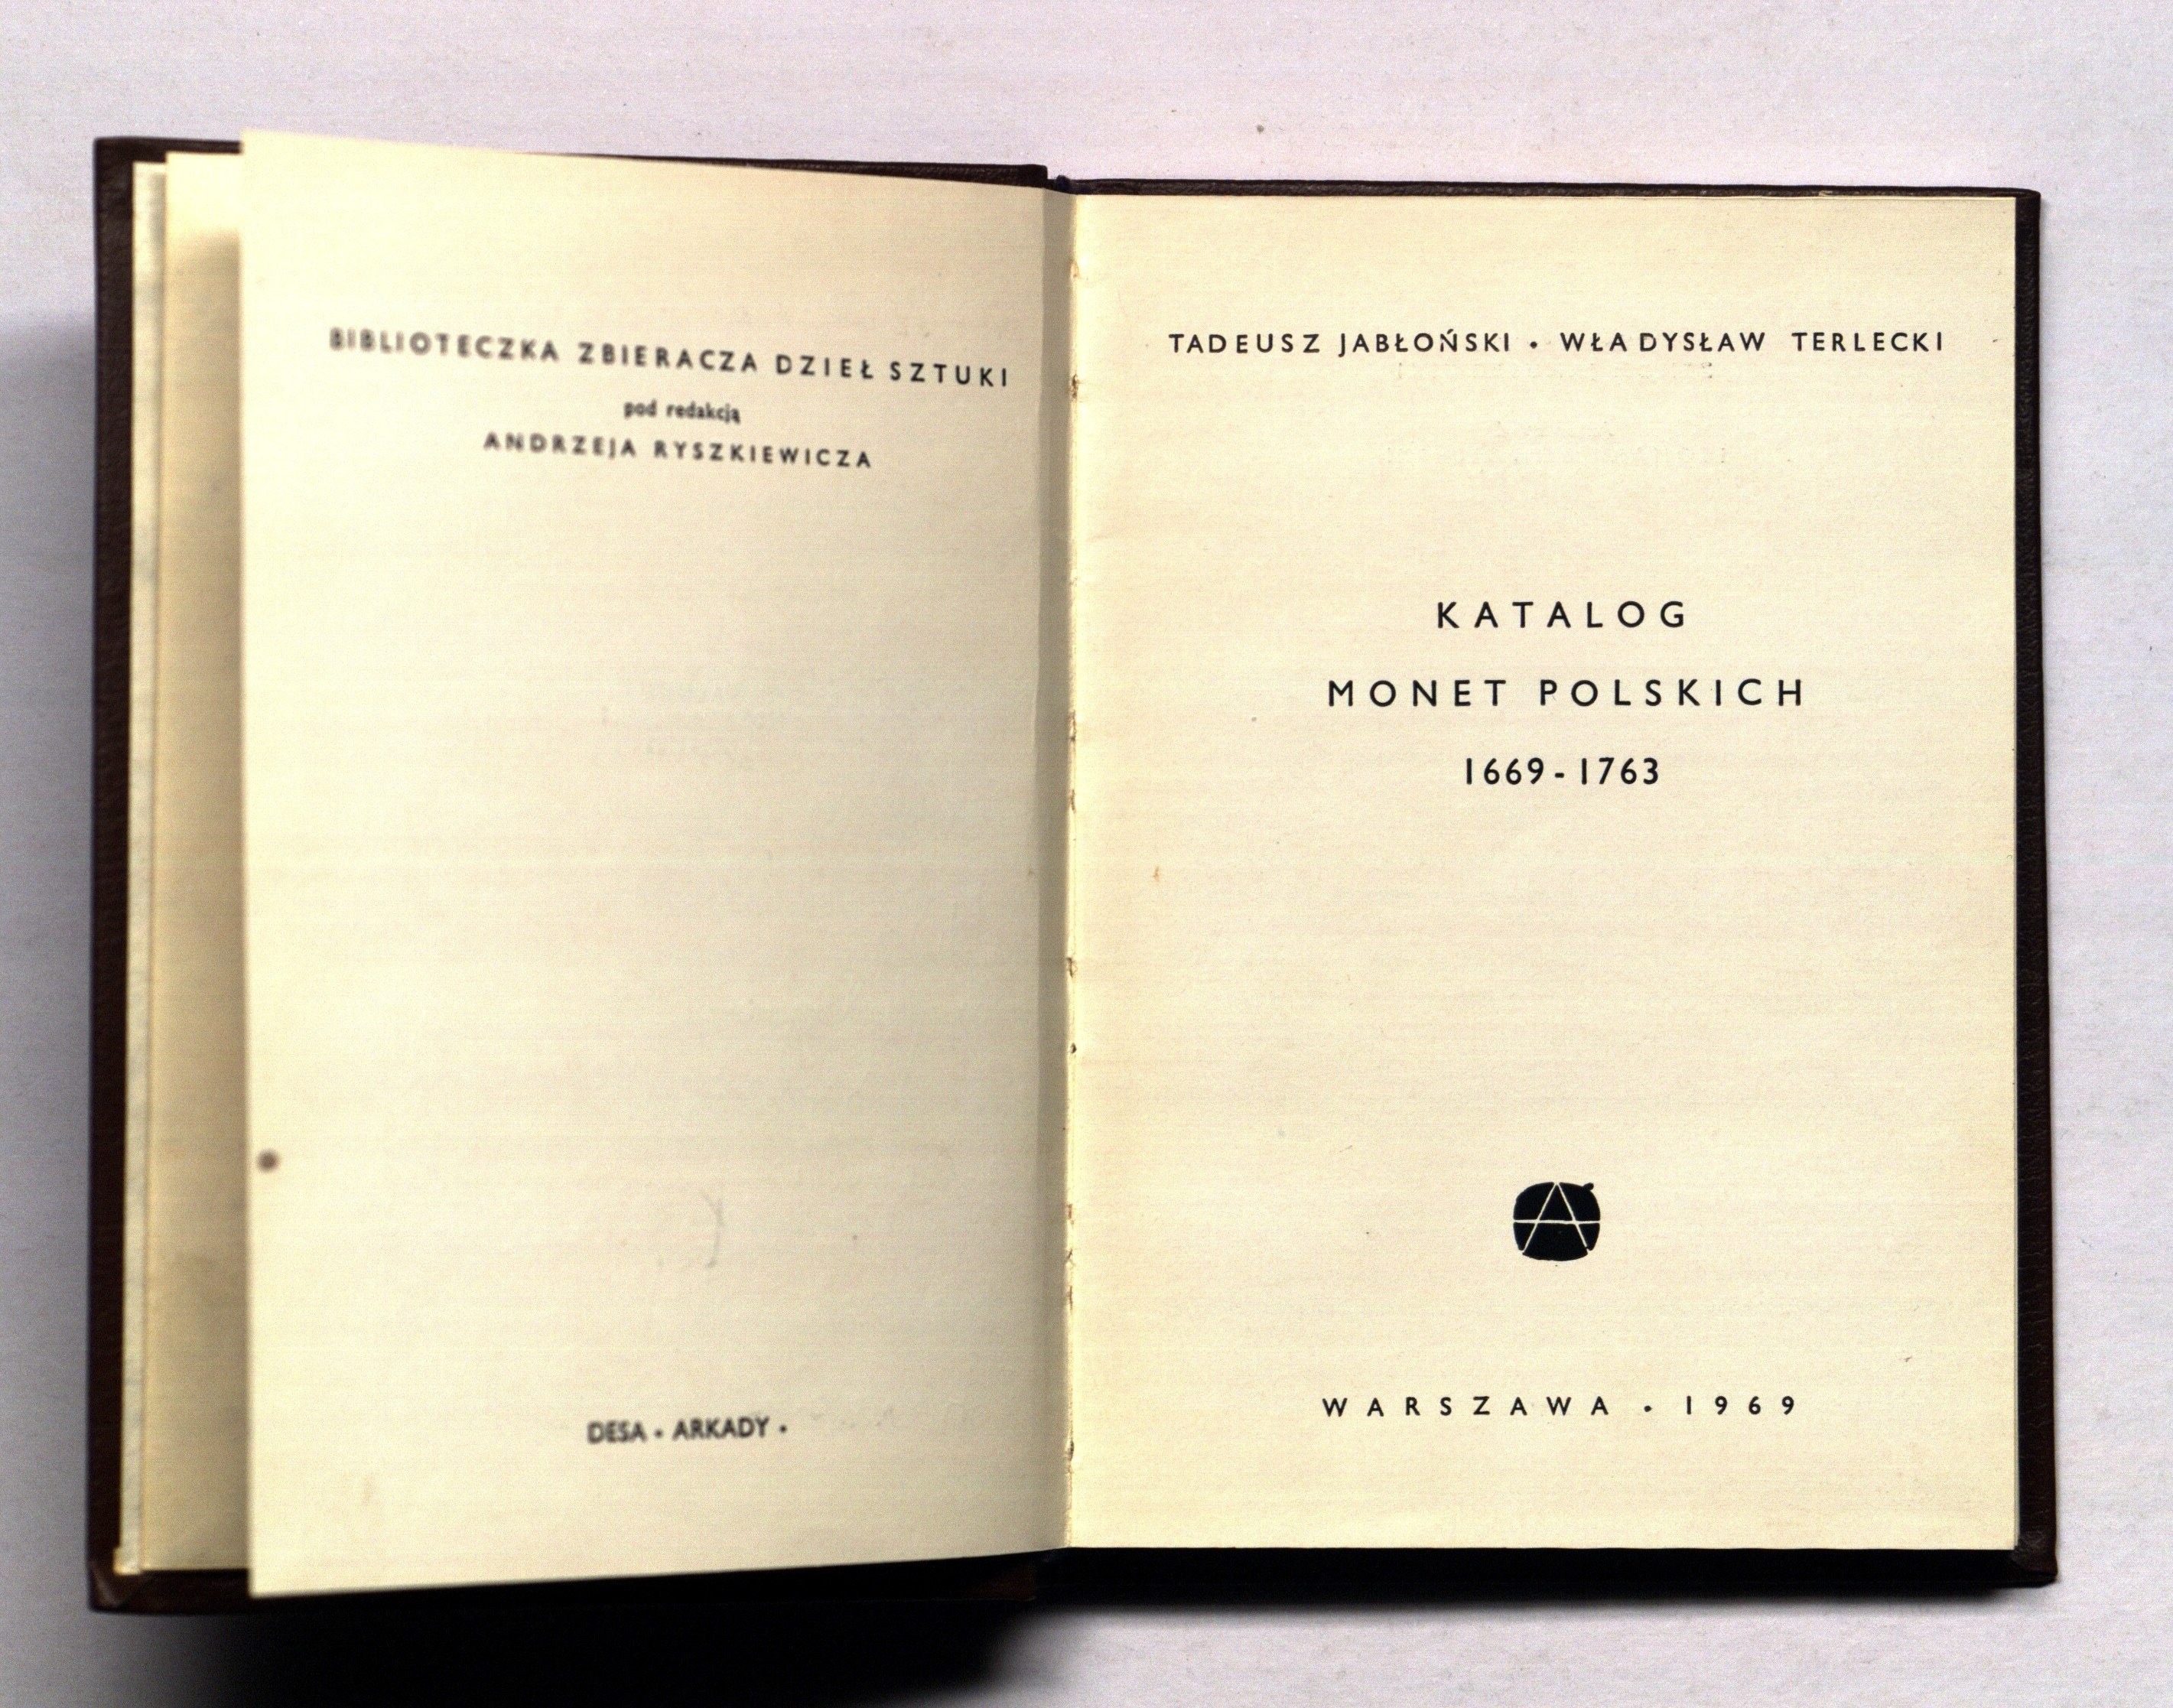 BIBLIOTECZKA ZBIERACZA DZIEŁ SZTUKI
pod redakcją
ANDRZEJA RYSZKIEWICZA
DESA • ARKADY •
TADEUSZ JABŁOŃSKI • WŁADYSŁAW TERLECKI
KATALOG
MONET POLSKICH
1669-1763
WARSZAWA • 1969